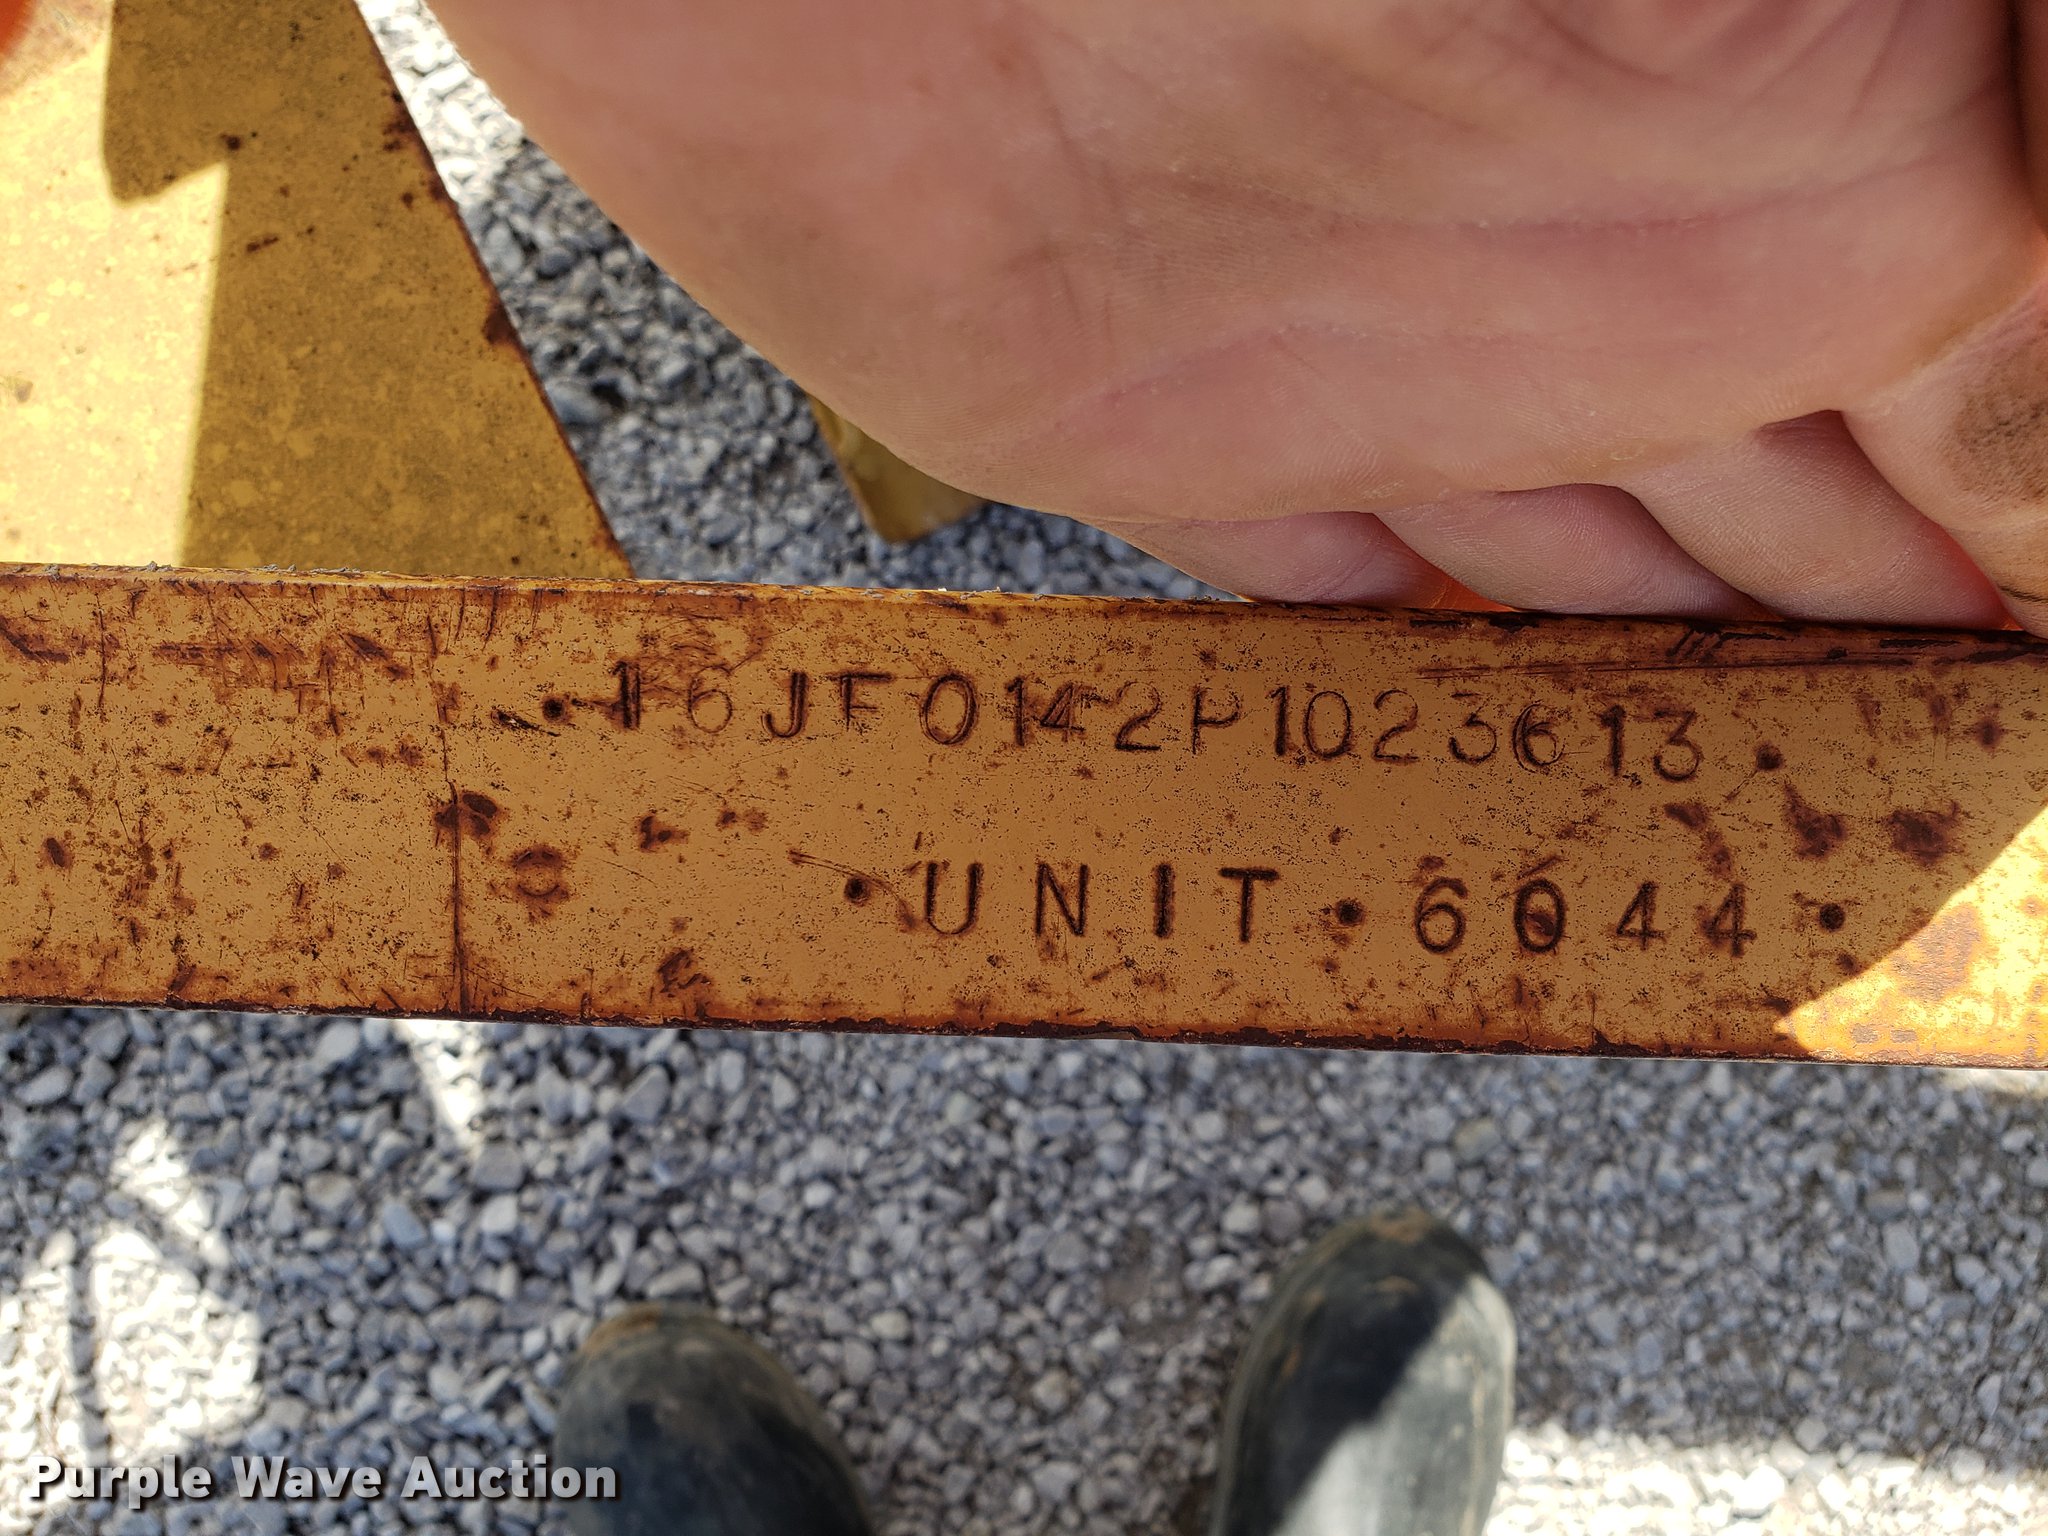 16JF0142P1023613
UNIT 6044
Purple Wave Auction